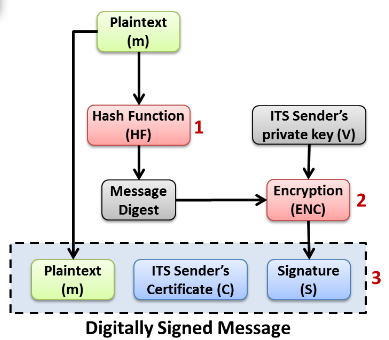 Plaintext
(m)
Hash Function
(HF)
1
ITS Sender's
private key (V)
Message
Digest
Encryption
(ENC)
2
Plaintext
(m)
ITS Sender's
Certificate (C)
Signature
(S)
3
Digitally Signed Message